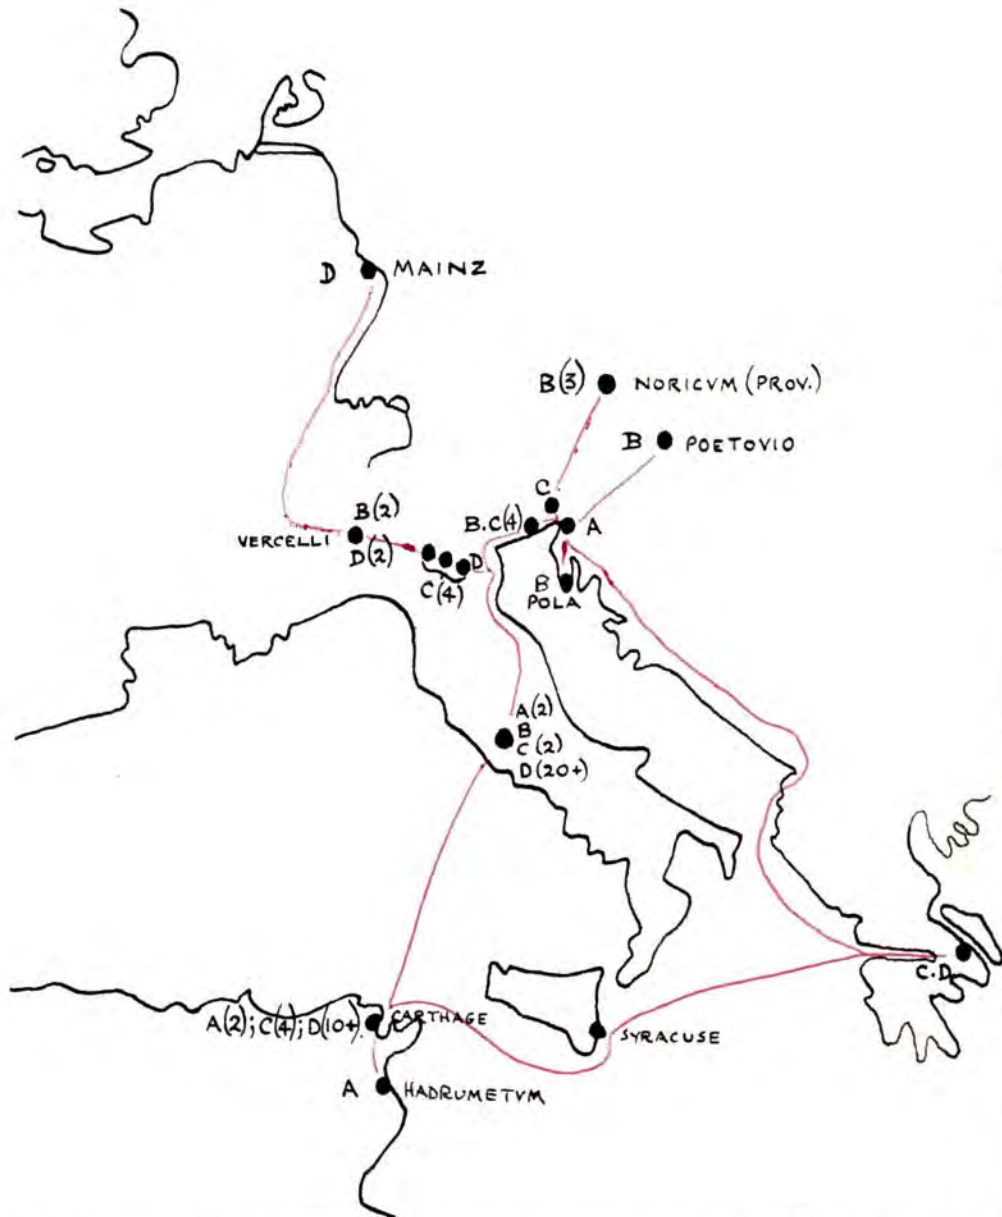 D MAINZ
B(3) NORICVM (PROV.)
B POETOVIO
C
B.C(4) A
B(2)
VERCELLI
D(2)
D
C(4)
B
POLA
A(2)
B
C(2)
D(20+)
C.D.
A(2); C(4); D(10+). CARTHAGE
SYRACUSE
A HADRUMETVM